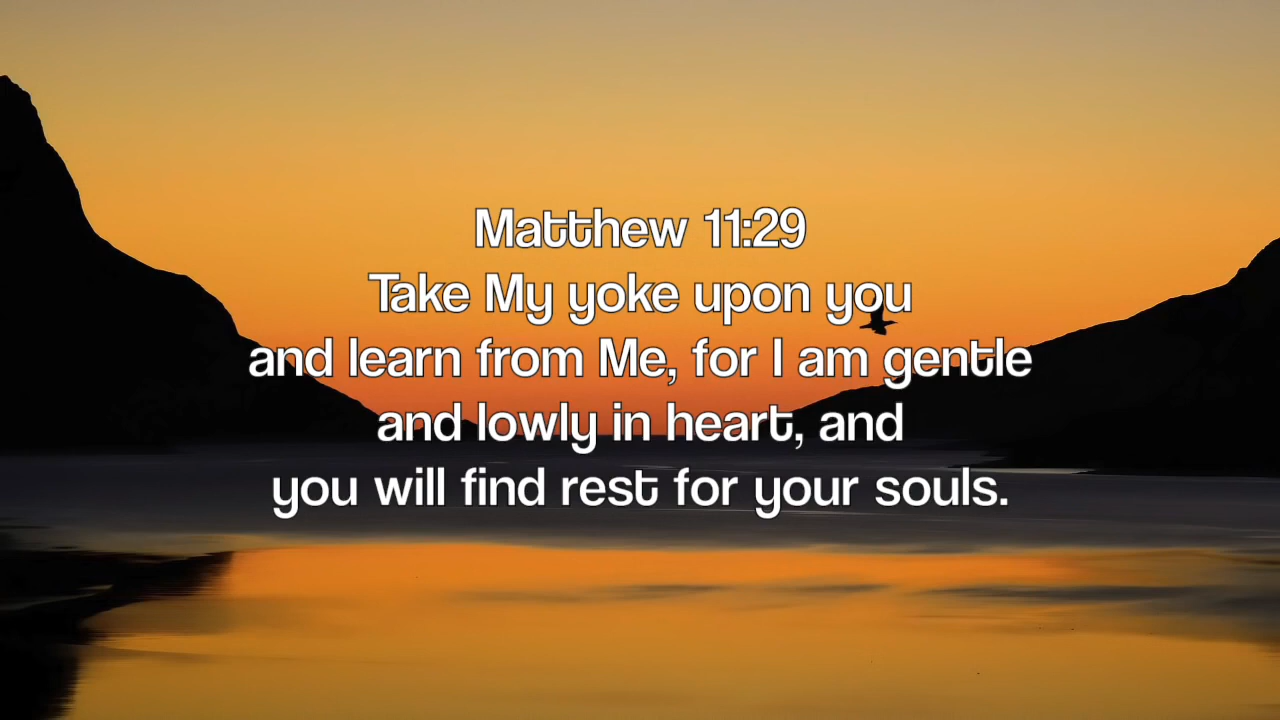 Matthew 11:29
Take My yoke upon you
and learn from Me, for I am gentle
and lowly in heart, and
you will find rest for your souls.